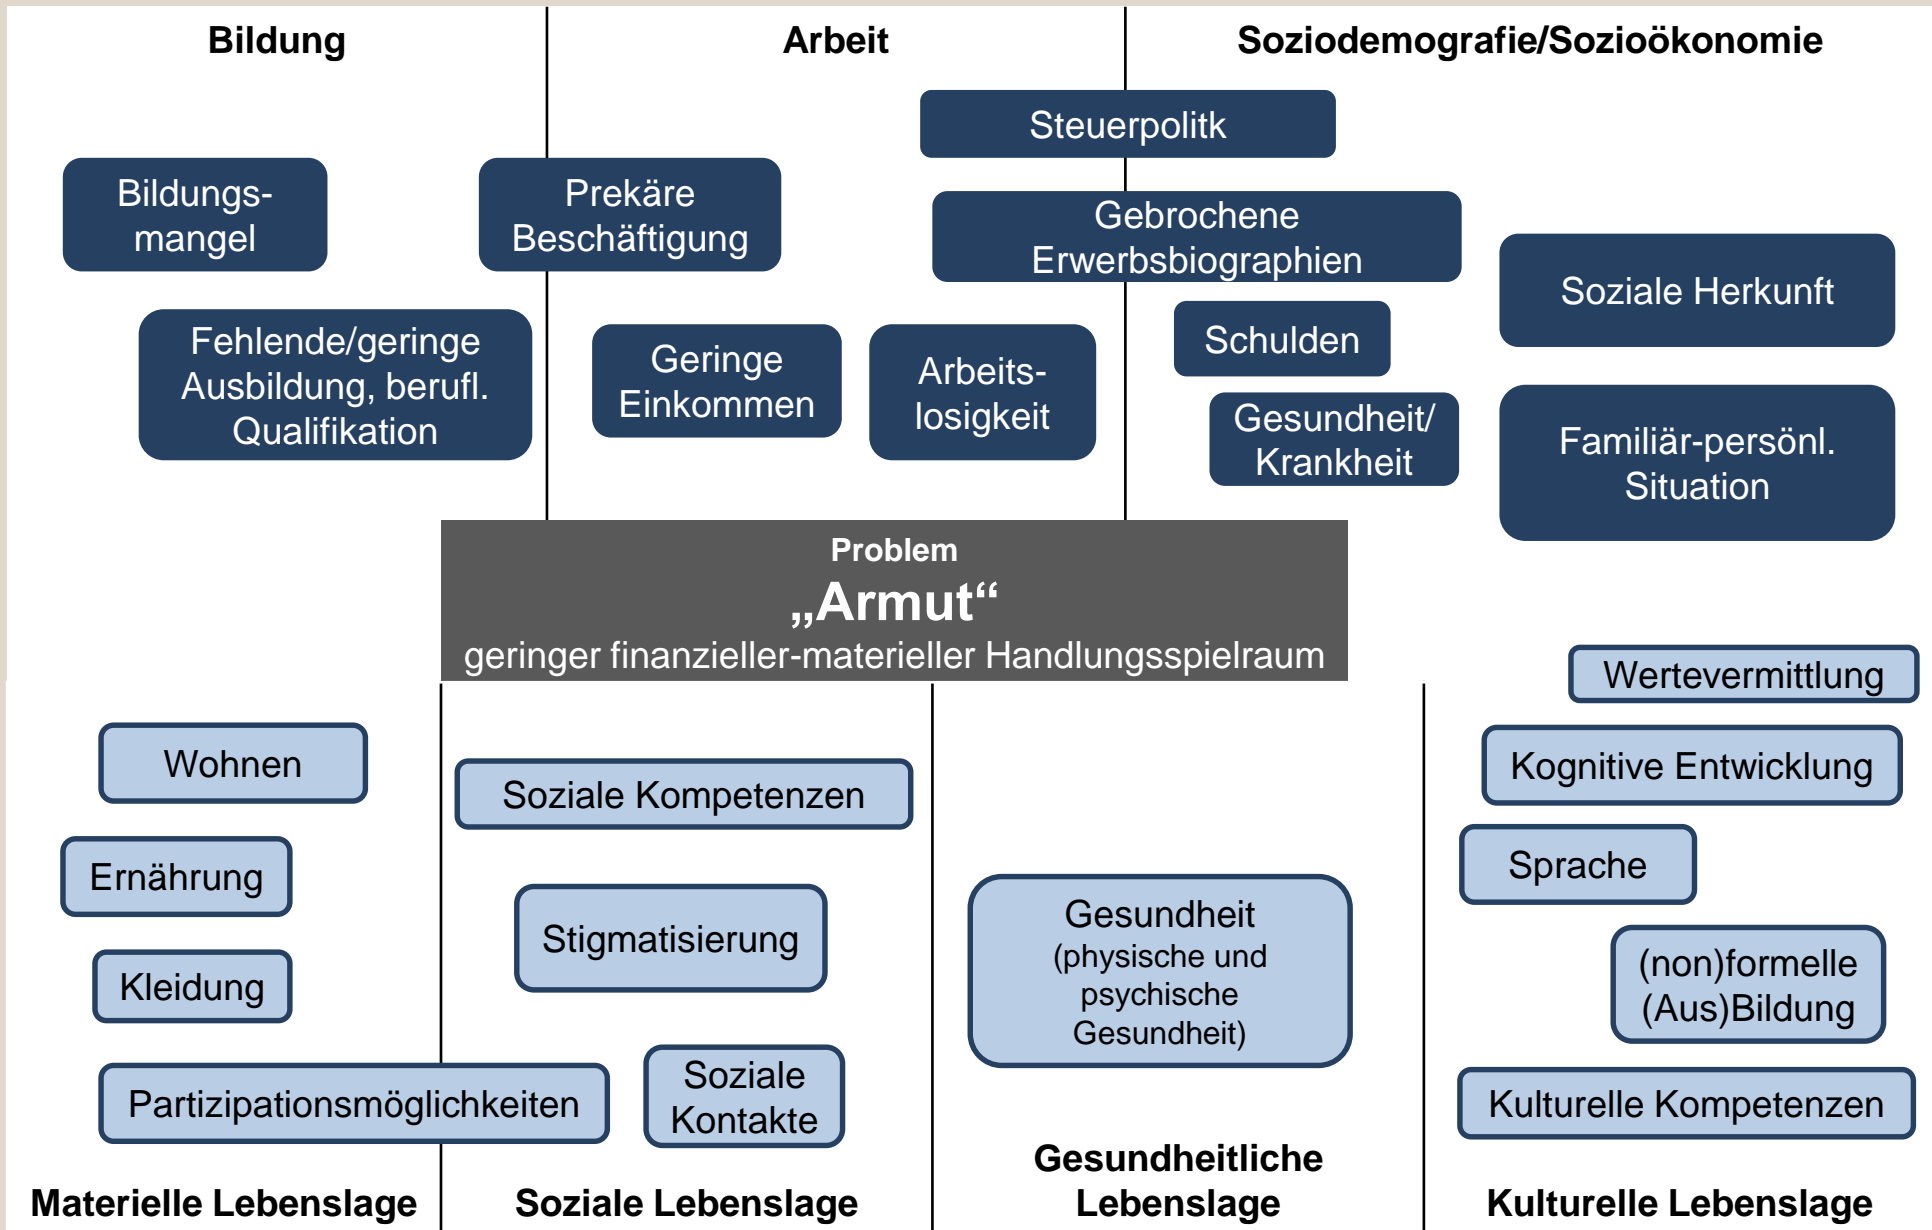 Bildung
Arbeit
Soziodemografie/Sozioökonomie
Steuerpolitk
Bildungs-
mangel
Prekäre
Beschäftigung
Gebrochene
Erwerbsbiographien
Soziale Herkunft
Fehlende/geringe
Ausbildung, berufl.
Qualifikation
Geringe
Einkommen
Arbeits-
losigkeit
Schulden
Gesundheit/
Krankheit
Familiär-persönl.
Situation
Problem
„Armut“
geringer finanzieller-materieller Handlungsspielraum
Wohnen
Ernährung
Kleidung
Partizipationsmöglichkeiten
Materielle Lebenslage
Soziale Kompetenzen
Stigmatisierung
Soziale
Kontakte
Soziale Lebenslage
Gesundheit
(physische und
psychische
Gesundheit)
Gesundheitliche
Lebenslage
Wertevermittlung
Kognitive Entwicklung
Sprache
(non)formelle
(Aus)Bildung
Kulturelle Kompetenzen
Kulturelle Lebenslage